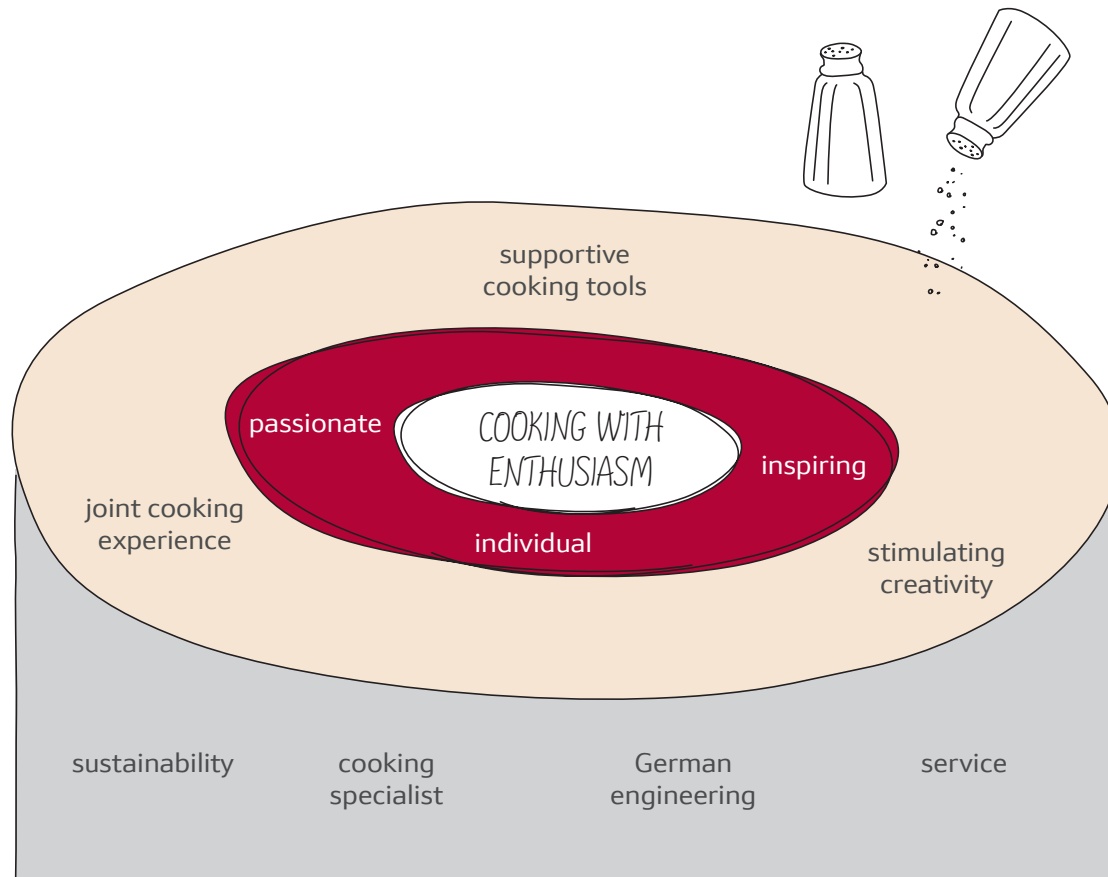 supportive
cooking tools
passionate
COOKING WITH
ENTHUSIASM
inspiring
joint cooking
experience
individual
stimulating
creativity
sustainability
cooking
specialist
German
engineering
service